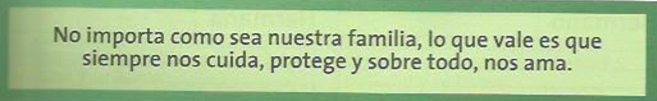 No importa como sea nuestra familia, lo que vale es que
siempre nos cuida, protege y sobre todo, nos ama.